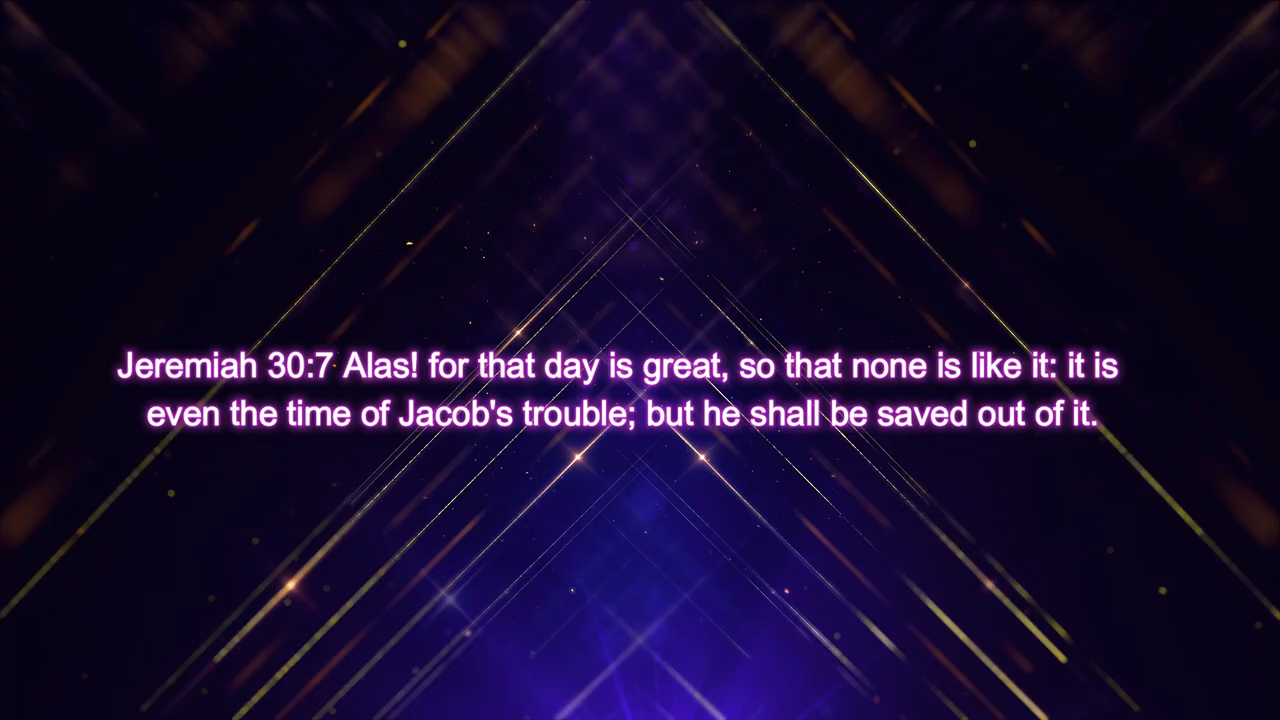 Jeremiah 30:7 Alas! for that day is great, so that none is like it: it is
even the time of Jacob's trouble; but he shall be saved out of it.